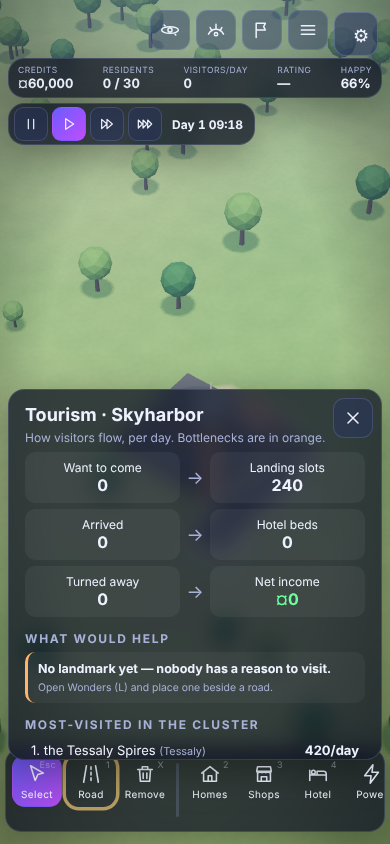 CREDITS RESIDENTS VISITORS/DAY RATING HAPPY
¤60,000 0 / 30 0 — 66%
Day 1 09:18
Tourism · Skyharbor
How visitors flow, per day. Bottlenecks are in orange.
Want to come → Landing slots
0 240
Arrived → Hotel beds
0 0
Turned away → Net income
0 ¤0
WHAT WOULD HELP
No landmark yet — nobody has a reason to visit.
Open Wonders (L) and place one beside a road.
MOST-VISITED IN THE CLUSTER
1. the Tessaly Spires (Tessaly) 420/day
Esc 1 X 2 3 4
Select Road Remove Homes Shops Hotel Powe